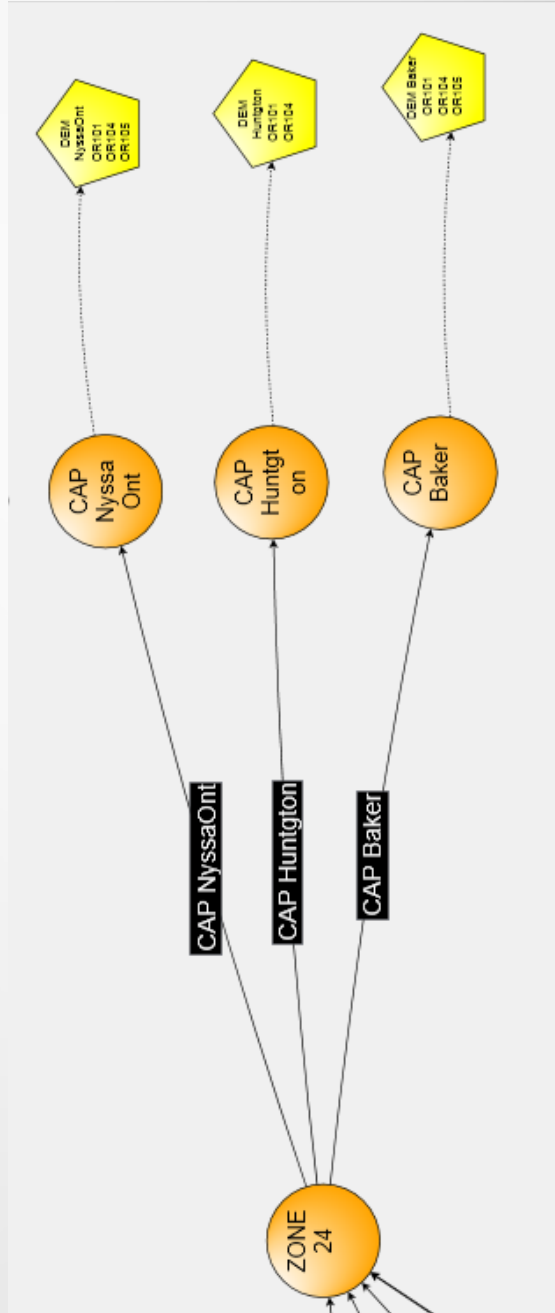 DEM
NyssaOnt
OR101
OR104
OR105
DEM
Huntgton
OR101
OR104
DEM Baker
OR101
OR104
OR105
CAP
Nyssa
Ont
CAP
Huntgt
on
CAP
Baker
CAP NyssaOnt
CAP Huntgton
CAP Baker
ZONE
24